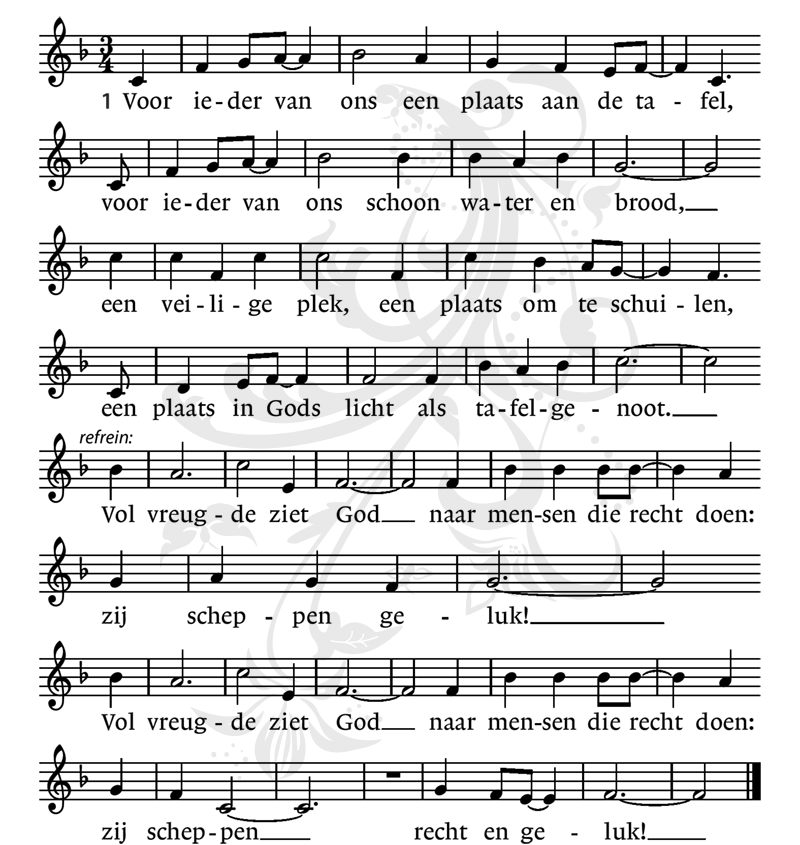 1 Voor ie-der van ons een plaats aan de ta - fel,
voor ie-der van ons schoon wa-ter en brood,
een vei-li-ge plek, een plaats om te schui-len,
een plaats in Gods licht als ta-fel-ge - noot.
refrein:
Vol vreug-de ziet God naar men-sen die recht doen:
zij schep - pen ge - luk!
Vol vreug-de ziet God naar men-sen die recht doen:
zij schep-pen recht en ge - luk!